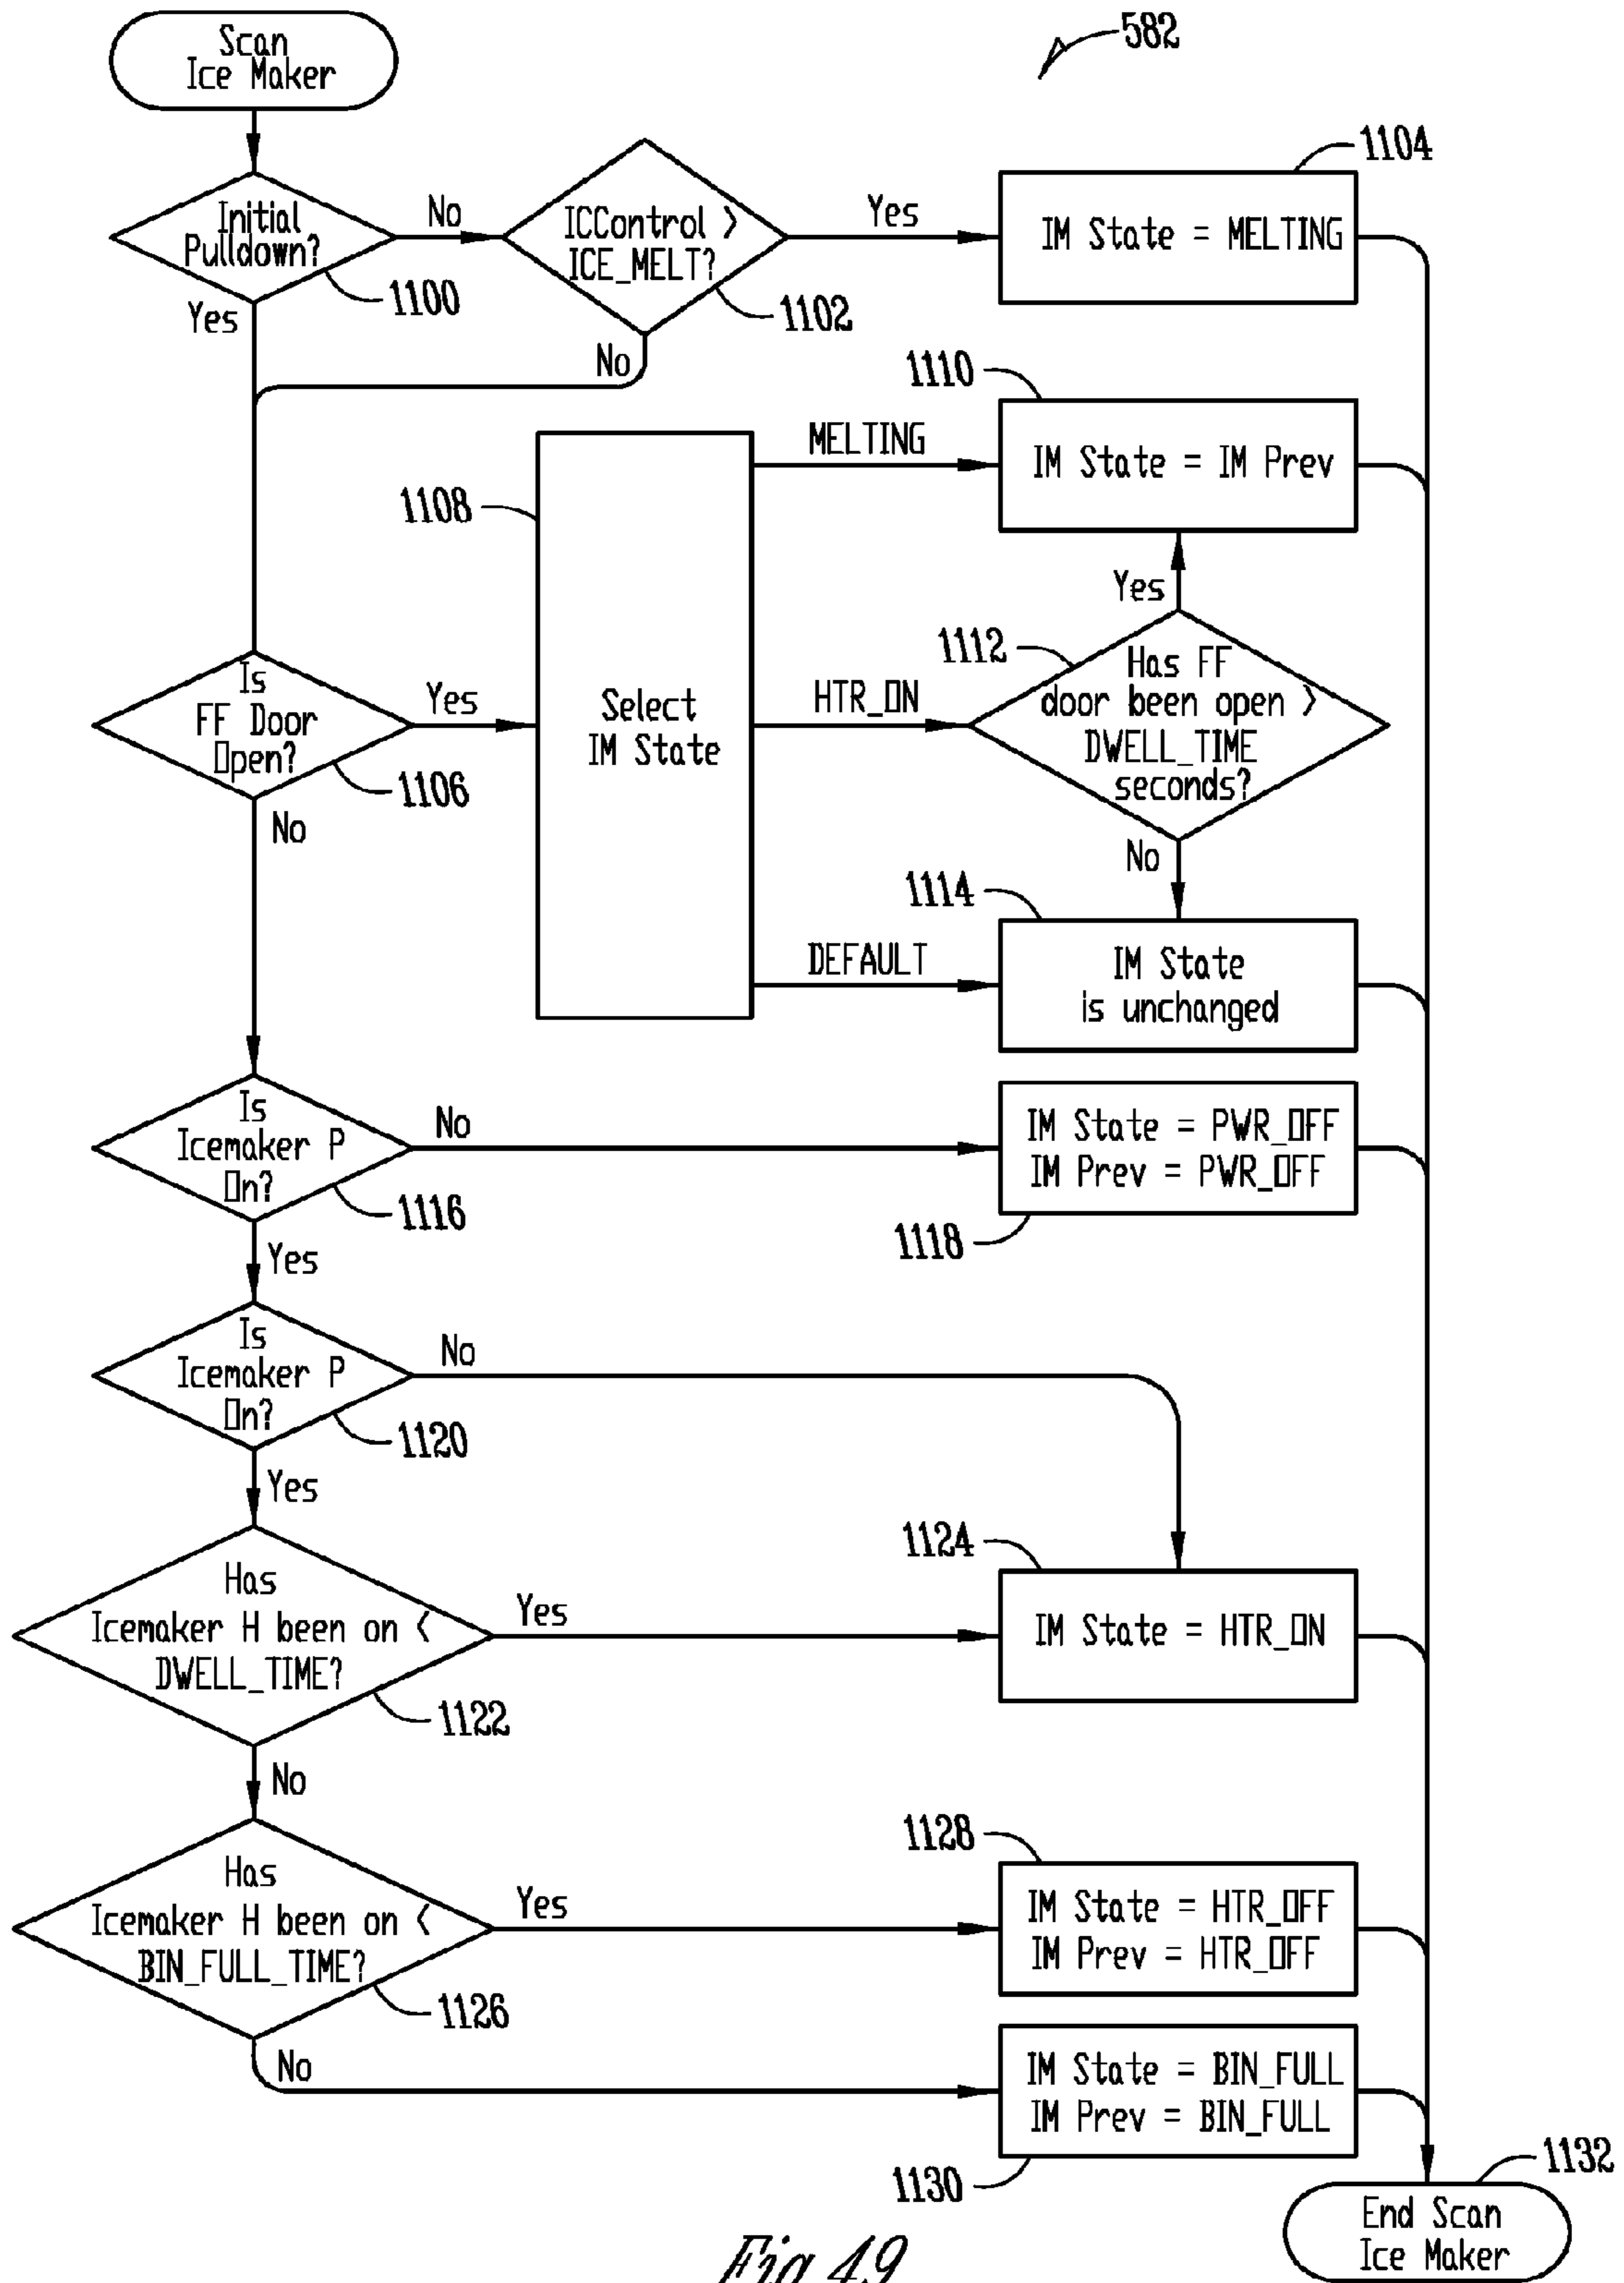 Scan
Ice Maker
582
Initial
Pulldown?
1100
No
Yes
ICControl >
ICE_MELT?
1102
Yes
No
1104
IM State = MELTING
1110
IM State = IM Prev
1108
Select
IM State
MELTING
HTR_ON
DEFAULT
Yes
1112
Has FF
door been open >
DWELL_TIME
seconds?
No
1114
IM State
is unchanged
Is
FF Door
Open?
1106
Yes
No
Is
Icemaker P
On?
1116
No
Yes
IM State = PWR_OFF
IM Prev = PWR_OFF
1118
Is
Icemaker P
On?
1120
No
Yes
Has
Icemaker H been on <
DWELL_TIME?
1122
Yes
No
1124
IM State = HTR_ON
Has
Icemaker H been on <
BIN_FULL_TIME?
1126
Yes
No
1128
IM State = HTR_OFF
IM Prev = HTR_OFF
IM State = BIN_FULL
IM Prev = BIN_FULL
1130
1132
End Scan
Ice Maker
Fig. 49